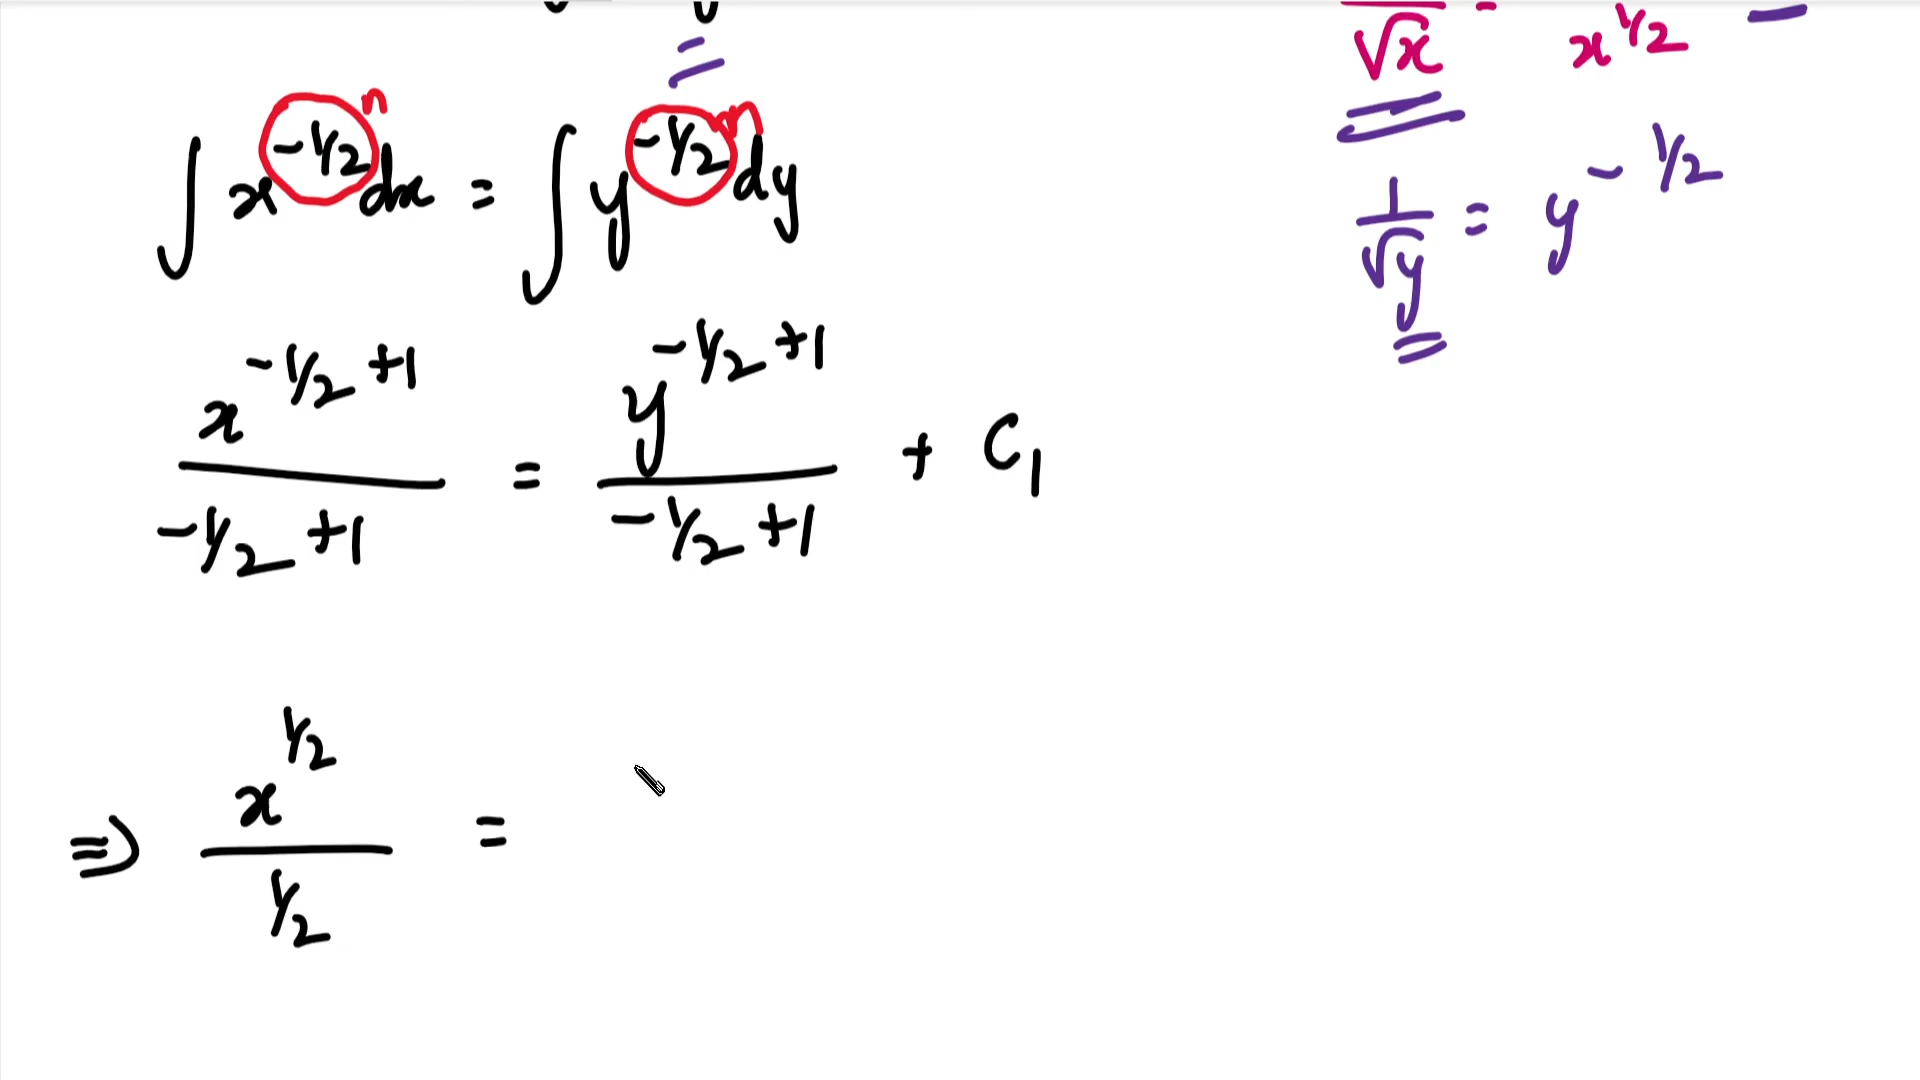 √x = x^1/2 –
∫ x^-1/2 dx = ∫ y^-1/2 dy
n n
1/√y = y^-1/2
x^(-1/2 +1) / (-1/2 +1) = y^(-1/2 +1) / (-1/2 +1) + C₁
⇒ x^1/2 / 1/2 =